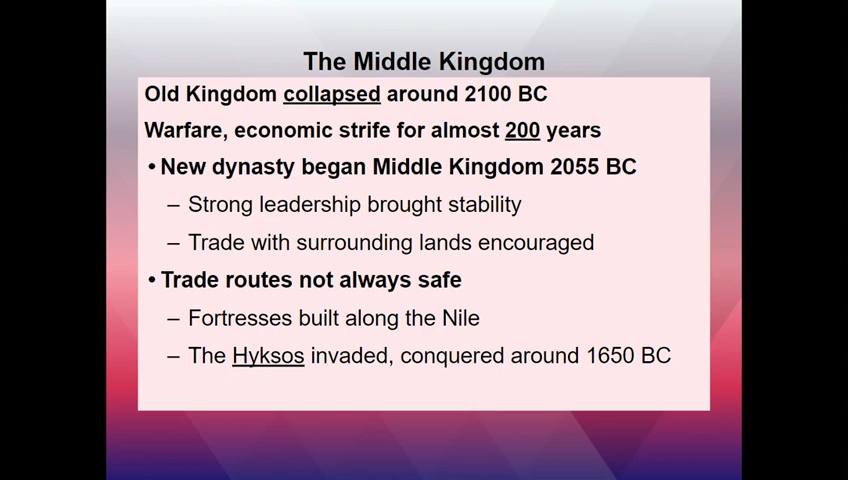 The Middle Kingdom
Old Kingdom collapsed around 2100 BC
Warfare, economic strife for almost 200 years
• New dynasty began Middle Kingdom 2055 BC
– Strong leadership brought stability
– Trade with surrounding lands encouraged
• Trade routes not always safe
– Fortresses built along the Nile
– The Hyksos invaded, conquered around 1650 BC